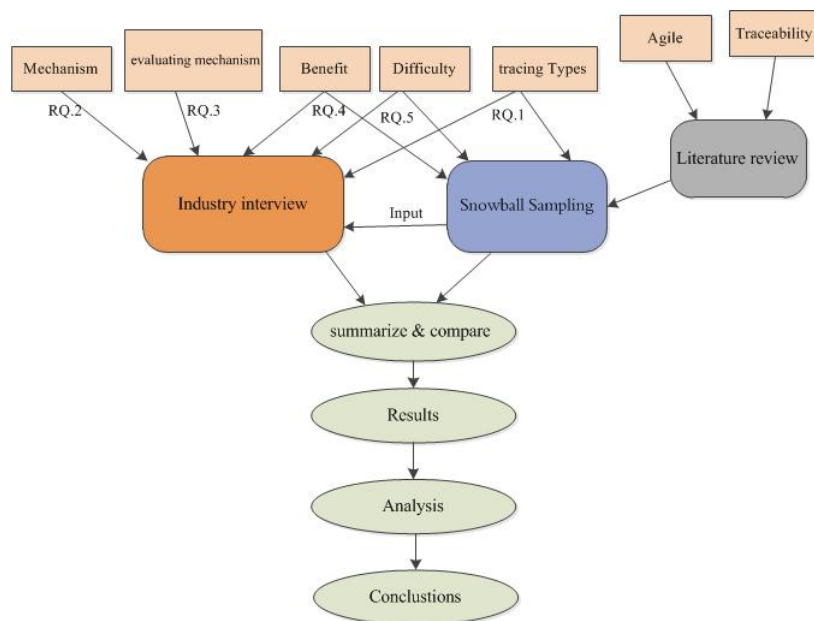 Mechanism
evaluating mechanism
Benefit
Difficulty
tracing Types
Agile
Traceability
RQ.2
RQ.3
RQ.4
RQ.5
RQ.1
Industry interview
Snowball Sampling
Literature review
Input
summarize & compare
Results
Analysis
Conclustions